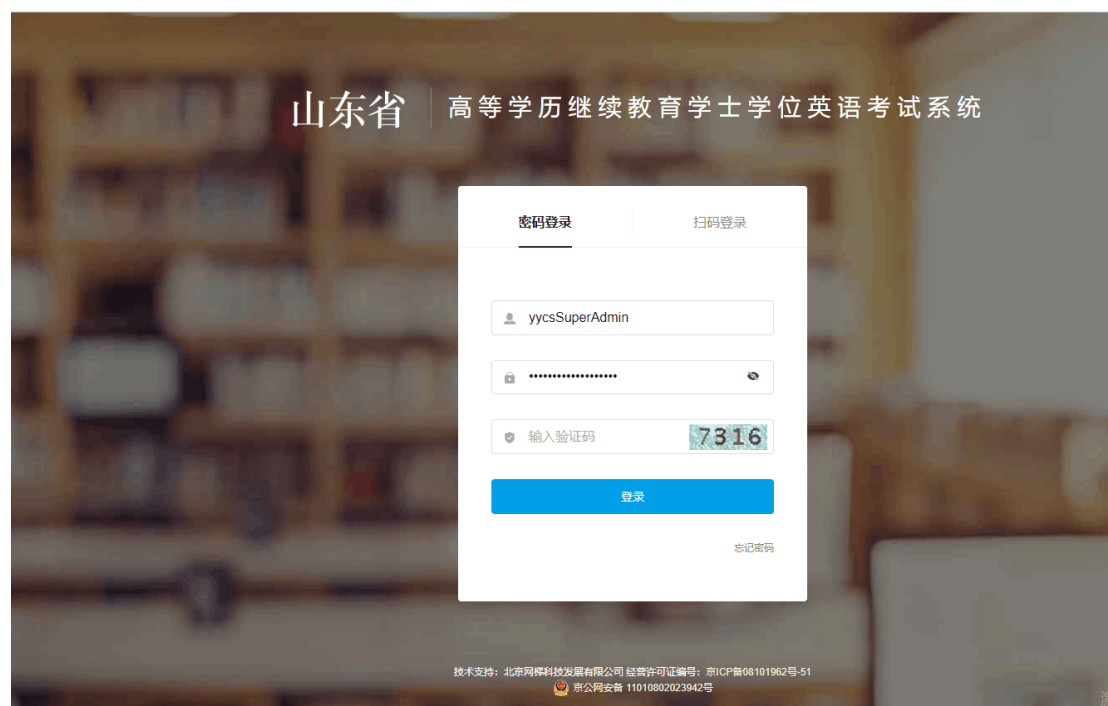 山东省 高等学历继续教育学士学位英语考试系统
密码登录 扫码登录
yycsSuperAdmin
•••••••••••••••••••
输入验证码 7316
登录
忘记密码
技术支持：北京网梯科技发展有限公司 经营许可证编号：京ICP备08101962号-51
京公网安备 11010802023942号